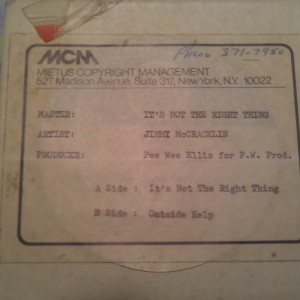 Phone 371-7950
MCM
MIETUS COPYRIGHT MANAGEMENT
527 Madison Avenue, Suite 317, New York, N.Y. 10022
MASTER: IT'S NOT THE RIGHT THING
ARTIST: JIMMY McCRACKLIN
PRODUCER: Pee Wee Ellis for P.W. Prod.
A Side : It's Not The Right Thing
B Side : Outside Help